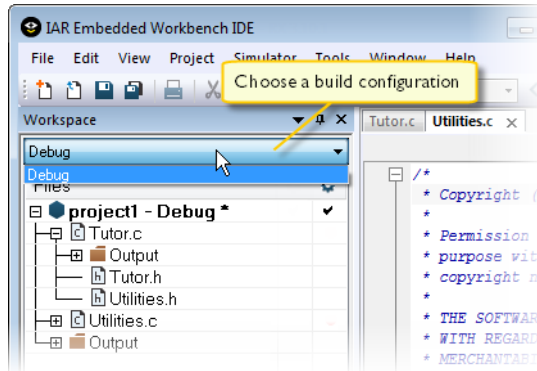 IAR Embedded Workbench IDE
File Edit View Project Simulator Tools Window Help
Choose a build configuration
Workspace
Tutor.c Utilities.c
Debug
Debug
Files
project1 - Debug *
Tutor.c
Output
Tutor.h
Utilities.h
Utilities.c
Output
/*
* Copyright (
*
* Permission
* purpose wit
* copyright n
*
* THE SOFTWAR
* WITH REGARD
* MERCHANTABI